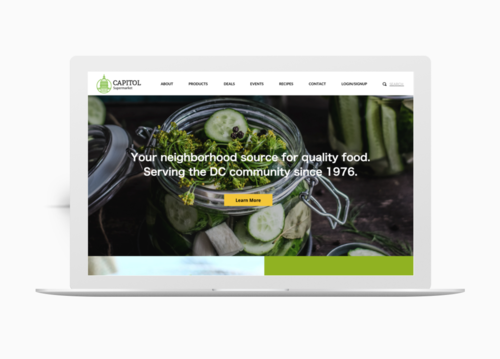 CAPITOL
Supermarket
ABOUT
PRODUCTS
DEALS
EVENTS
RECIPES
CONTACT
LOGIN/SIGNUP
Your neighborhood source for quality food.
Serving the DC community since 1976.
Learn More